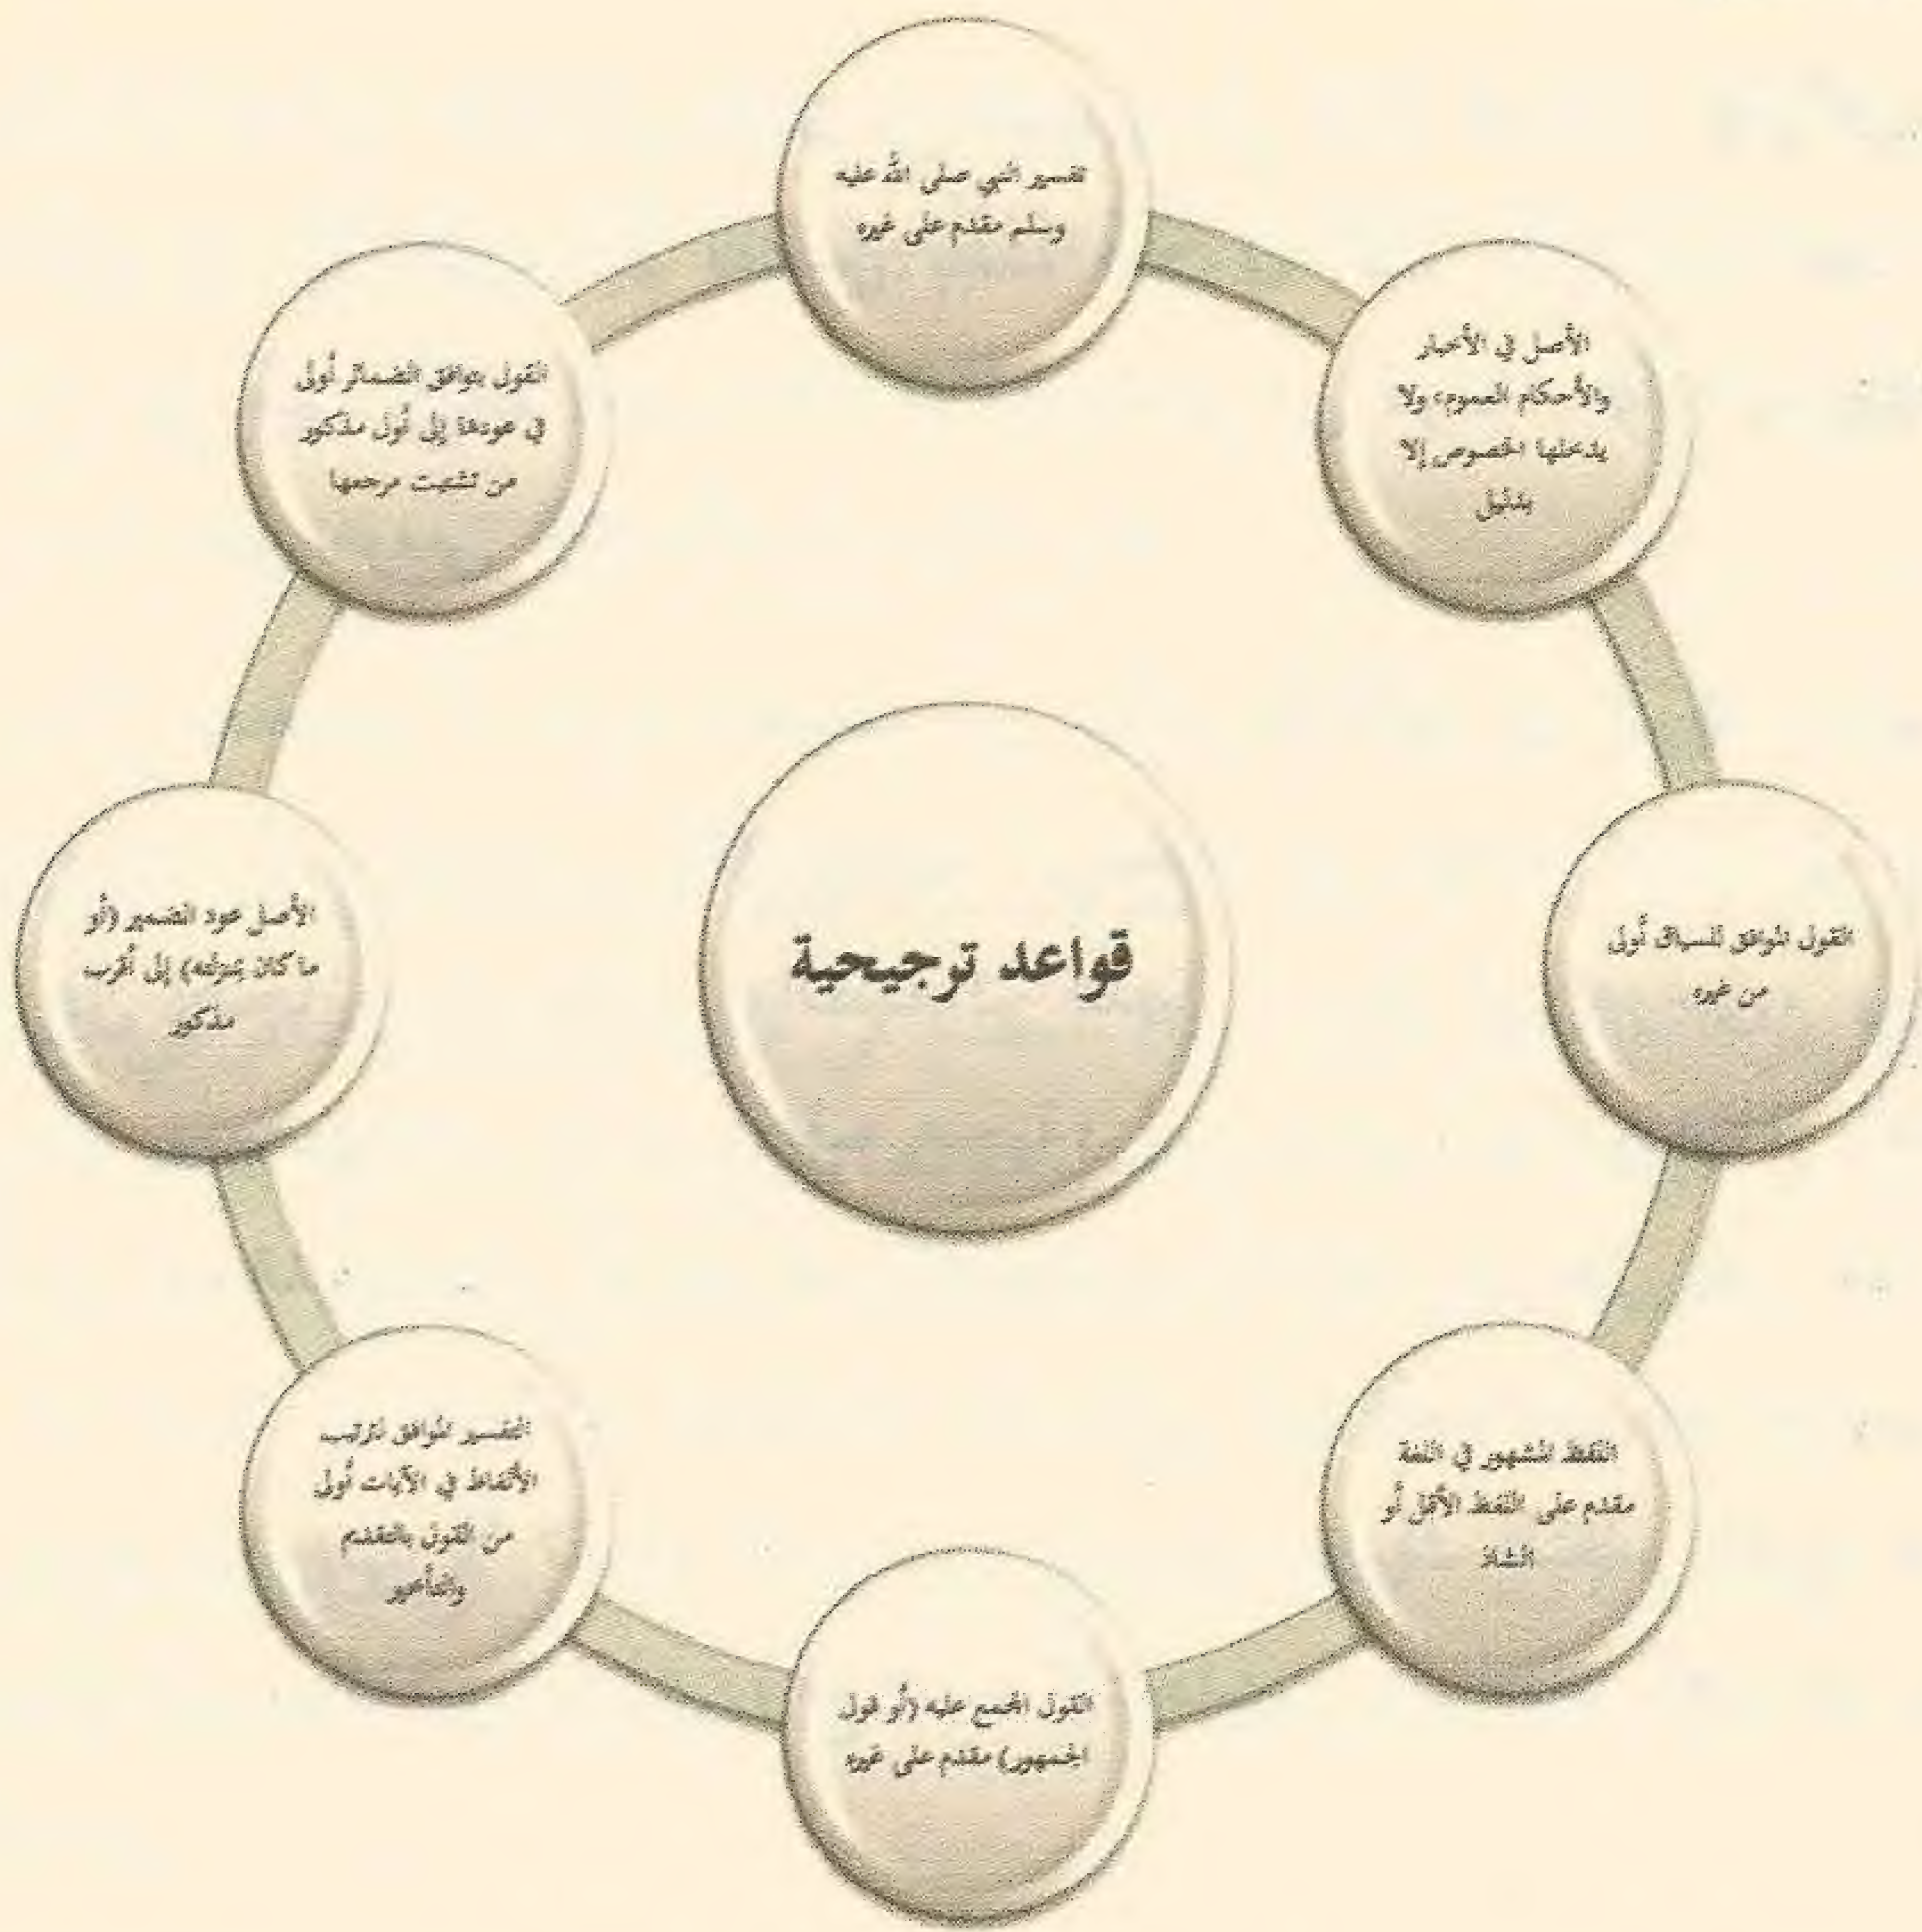 تفسير النبي صلى الله عليه
وسلم مقدم على غيره
الأصل في الأخبار
والأحكام العموم، ولا
يدخلها الخصوص إلا
بدليل
القول الموافق للسياق أولى
من غيره
اللفظ المشهور في اللغة
مقدم على اللفظ الأقل أو
الشاذ
القول المجمع عليه (أو قول
الجمهور) مقدم على غيره
التفسير الموافق لترتيب
الألفاظ في الآيات أولى
من القول بالتقديم
والتأخير
الأصل عود الضمير (أو
ما كان بمنزلته) إلى أقرب
مذكور
القول بتوافق الضمائر أولى
في عودها إلى أول مذكور
من تشتيت مرجعها
قواعد ترجيحية